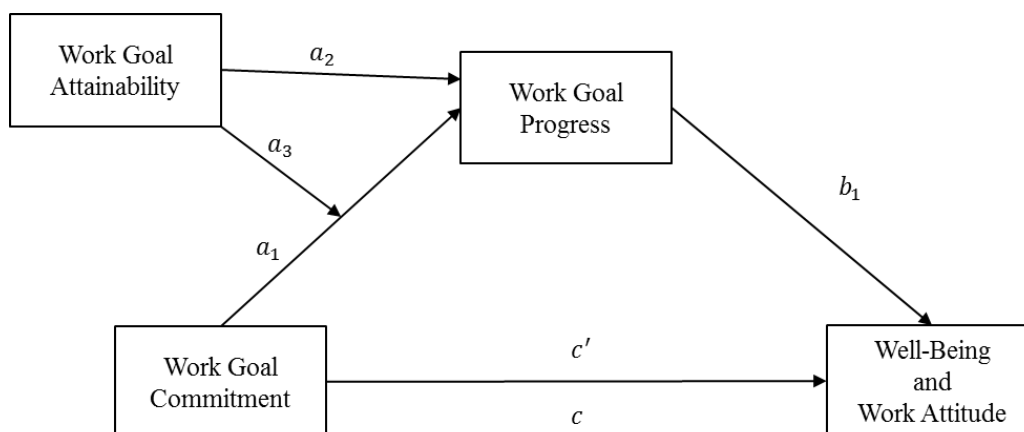 Work Goal
Attainability
a₂
Work Goal
Progress
a₃
a₁
b₁
Work Goal
Commitment
c′
c
Well-Being
and
Work Attitude